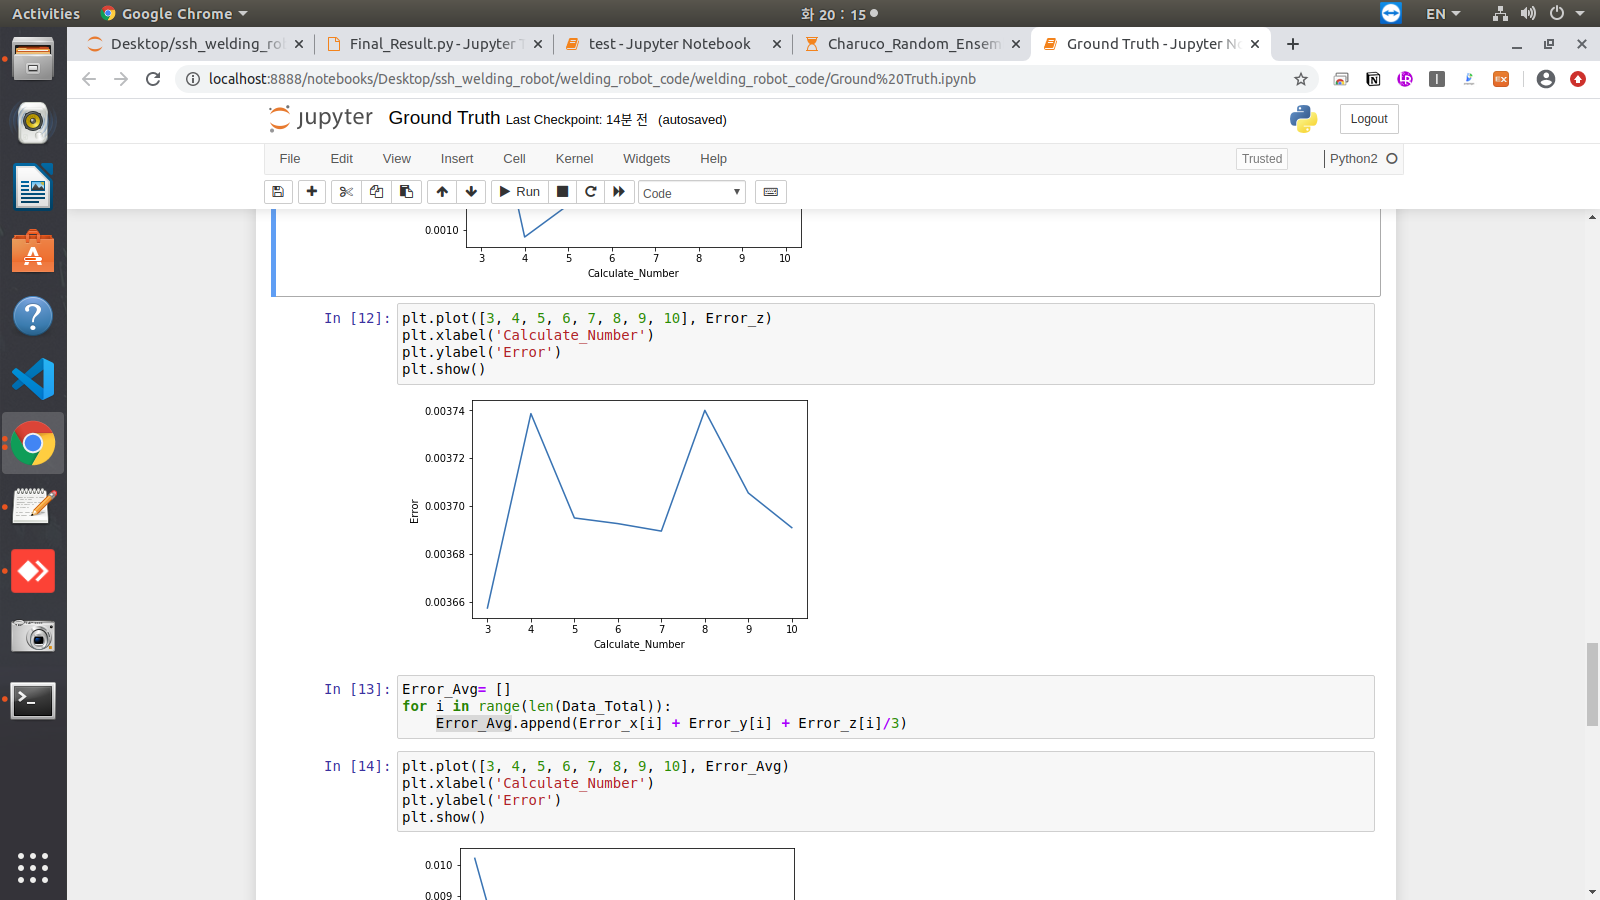 Activities
Google Chrome
화 20 : 15
EN
Desktop/ssh_welding_rol
Final_Result.py - Jupyter T
test - Jupyter Notebook
Charuco_Random_Ensem
Ground Truth - Jupyter No
localhost:8888/notebooks/Desktop/ssh_welding_robot/welding_robot_code/welding_robot_code/Ground%20Truth.ipynb
jupyter
Ground Truth Last Checkpoint: 14분 전 (autosaved)
Logout
File Edit View Insert Cell Kernel Widgets Help
Trusted
Python2
Run
Code
0.0010
3 4 5 6 7 8 9 10
Calculate_Number
In [12]:
plt.plot([3, 4, 5, 6, 7, 8, 9, 10], Error_z)
plt.xlabel('Calculate_Number')
plt.ylabel('Error')
plt.show()
0.00374
0.00372
0.00370
0.00368
0.00366
Error
3 4 5 6 7 8 9 10
Calculate_Number
In [13]:
Error_Avg= []
for i in range(len(Data_Total)):
    Error_Avg.append(Error_x[i] + Error_y[i] + Error_z[i]/3)
In [14]:
plt.plot([3, 4, 5, 6, 7, 8, 9, 10], Error_Avg)
plt.xlabel('Calculate_Number')
plt.ylabel('Error')
plt.show()
0.010
0.009